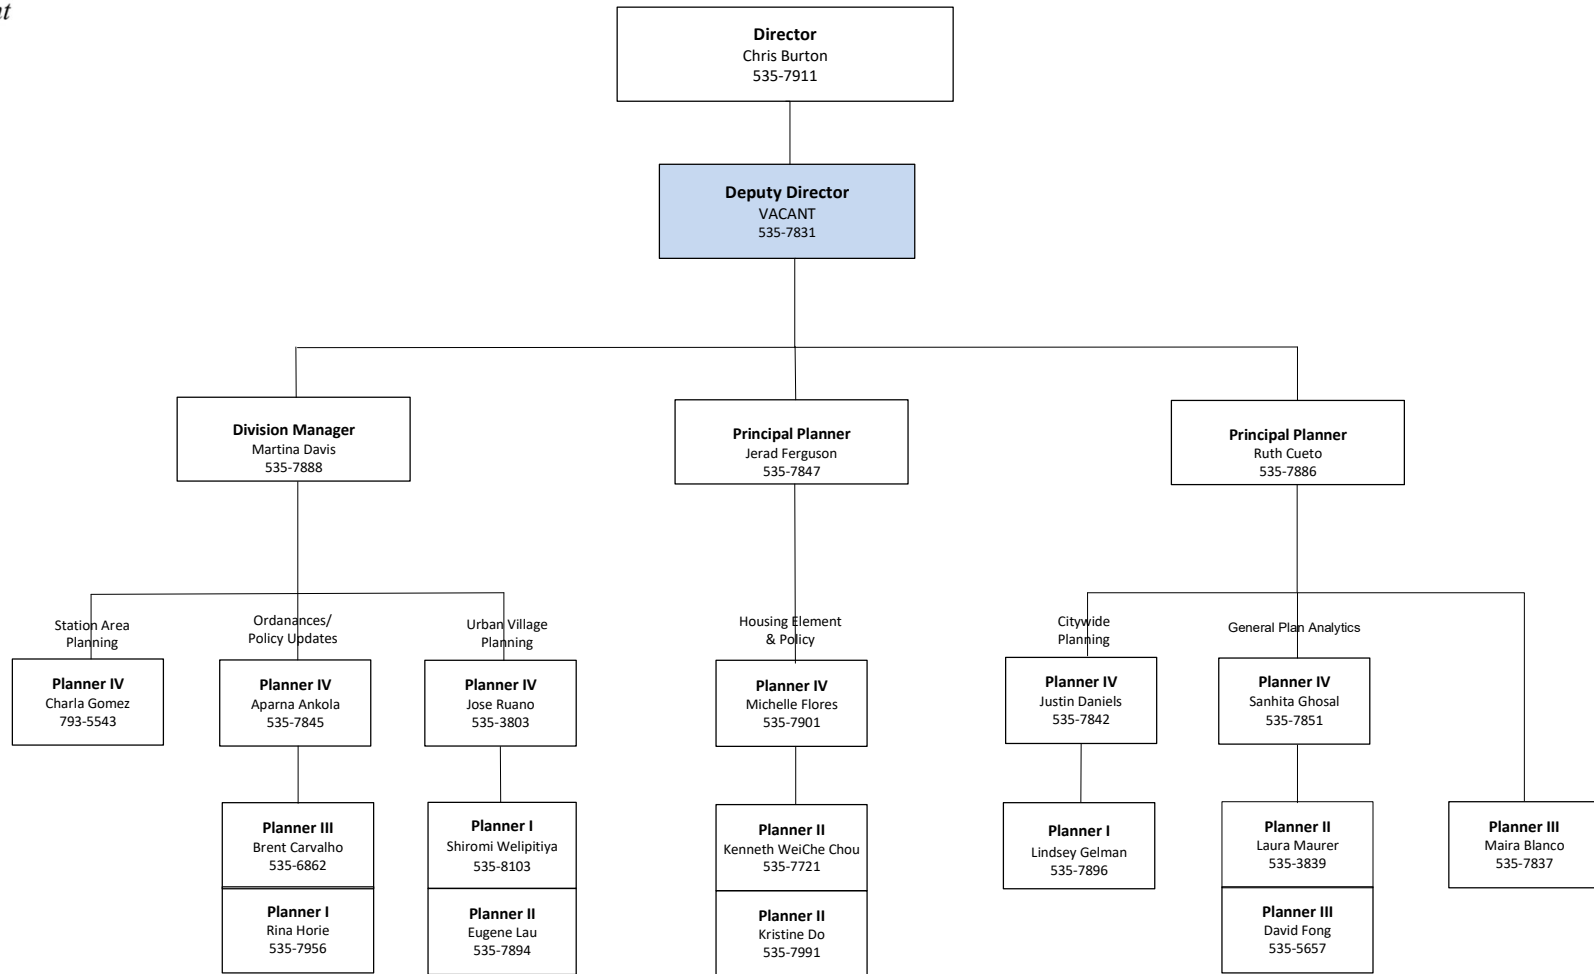 Director
Chris Burton
535-7911
Deputy Director
VACANT
535-7831
Division Manager
Martina Davis
535-7888
Principal Planner
Jerad Ferguson
535-7847
Principal Planner
Ruth Cueto
535-7886
Station Area
Planning
Ordanances/
Policy Updates
Urban Village
Planning
Housing Element
& Policy
Citywide
Planning
General Plan Analytics
Planner IV
Charla Gomez
793-5543
Planner IV
Aparna Ankola
535-7845
Planner IV
Jose Ruano
535-3803
Planner IV
Michelle Flores
535-7901
Planner IV
Justin Daniels
535-7842
Planner IV
Sanhita Ghosal
535-7851
Planner III
Brent Carvalho
535-6862
Planner I
Shiromi Welipitiya
535-8103
Planner II
Kenneth WeiChe Chou
535-7721
Planner I
Lindsey Gelman
535-7896
Planner II
Laura Maurer
535-3839
Planner III
Maira Blanco
535-7837
Planner I
Rina Horie
535-7956
Planner II
Eugene Lau
535-7894
Planner II
Kristine Do
535-7991
Planner III
David Fong
535-5657